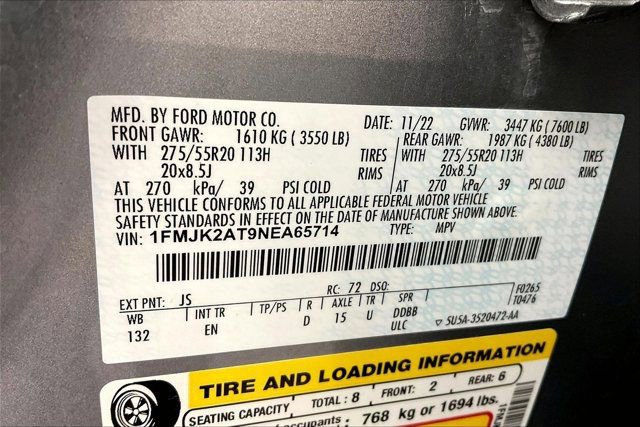 MFD. BY FORD MOTOR CO. DATE: 11/22 GVWR: 3447 KG ( 7600 LB)
FRONT GAWR: 1610 KG ( 3550 LB) REAR GAWR: 1987 KG ( 4380 LB)
WITH 275/55R20 113H TIRES WITH 275/55R20 113H TIRES
20x8.5J RIMS 20x8.5J RIMS
AT 270 kPa/ 39 PSI COLD AT 270 kPa/ 39 PSI COLD
THIS VEHICLE CONFORMS TO ALL APPLICABLE FEDERAL MOTOR VEHICLE
SAFETY STANDARDS IN EFFECT ON THE DATE OF MANUFACTURE SHOWN ABOVE.
VIN: 1FMJK2AT9NEA65714 TYPE: MPV
EXT PNT: JS RC: 72 DSO: F0265
WB INT TR TP/PS R AXLE TR SPR T0476
132 EN D 15 U DDBB
ULC ▽ 5U5A-3520472-AA
TIRE AND LOADING INFORMATION
SEATING CAPACITY TOTAL : 8 FRONT: 2 REAR: 6
768 kg or 1694 lbs.